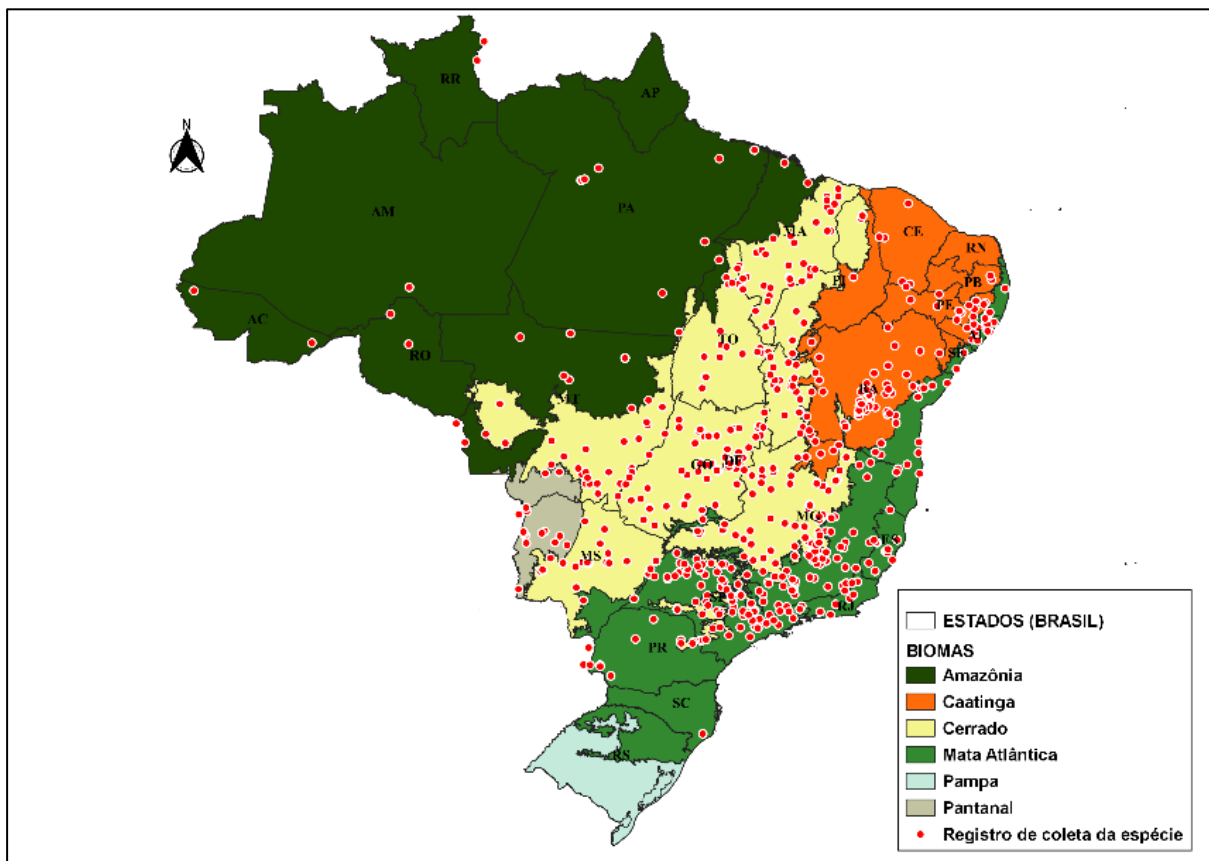 N
RR
AP
AM
PA
MA
CE
RN
PB
PI
PE
AL
SE
AC
RO
TO
BA
MT
GO
DF
MG
ES
MS
SP
RJ
PR
SC
RS
ESTADOS (BRASIL)
BIOMAS
Amazônia
Caatinga
Cerrado
Mata Atlântica
Pampa
Pantanal
Registro de coleta da espécie